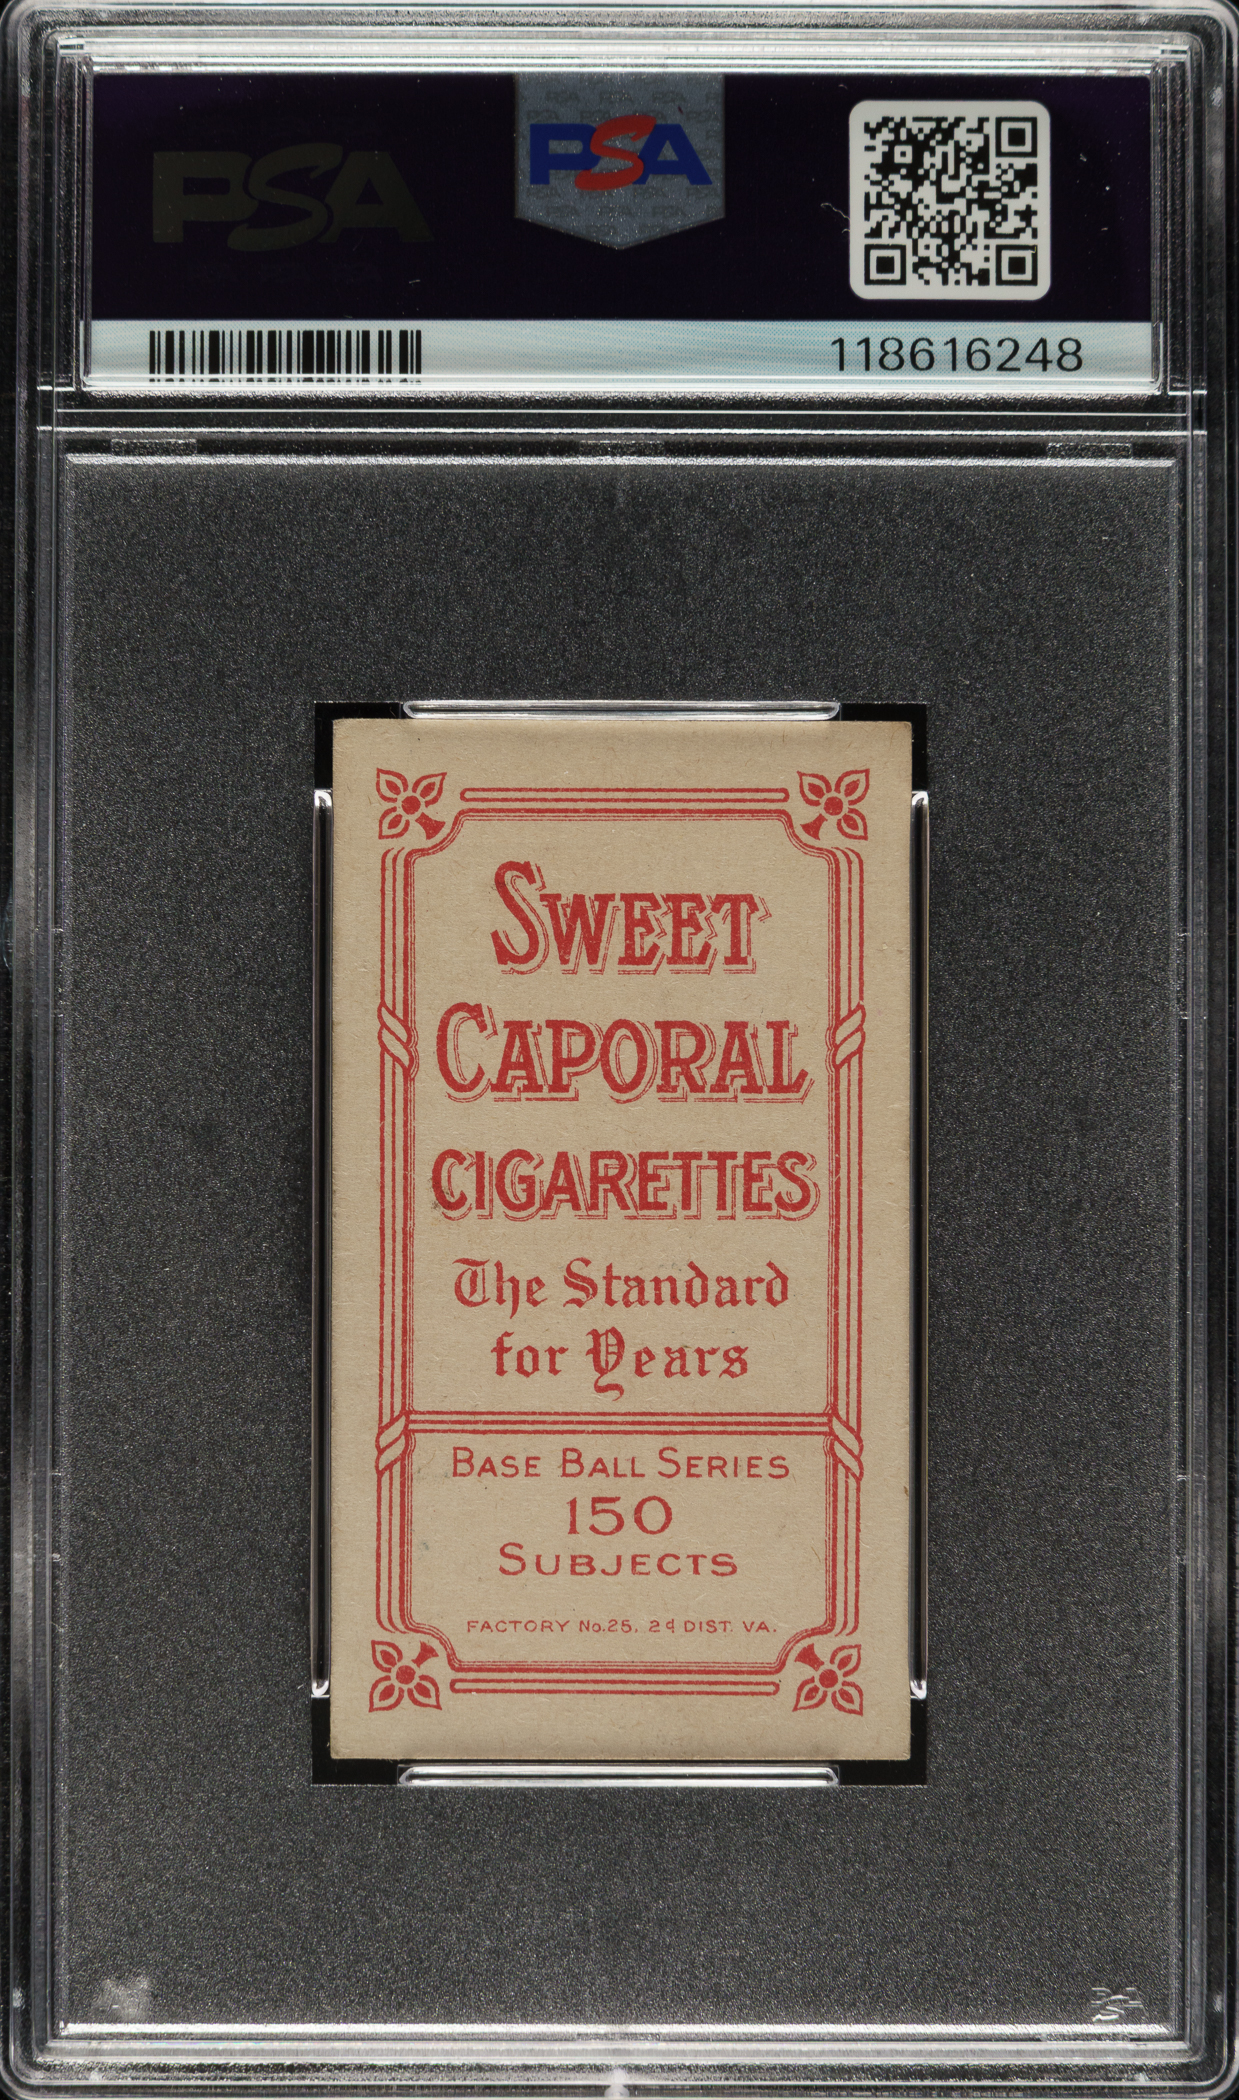 PSA
PSA
118616248
SWEET
CAPORAL
CIGARETTES
The Standard
for Years
BASE BALL SERIES
150
SUBJECTS
FACTORY No.25, 2d DIST. VA.